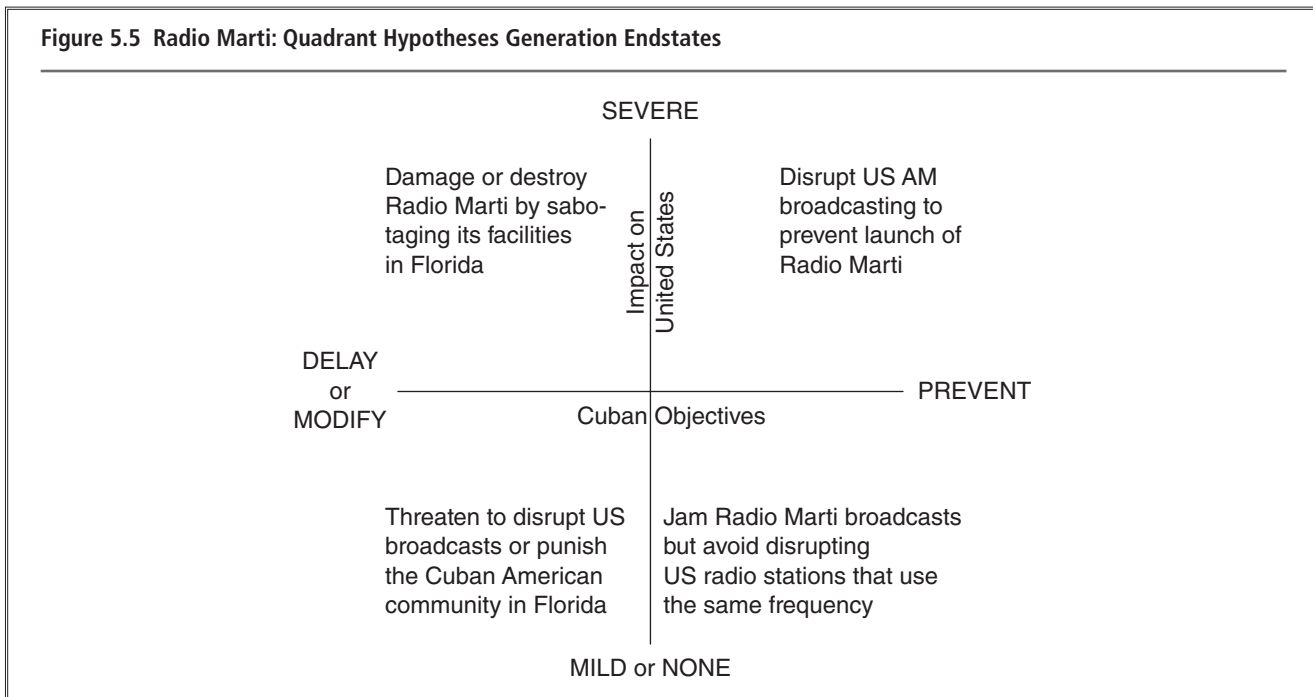 Figure 5.5 Radio Marti: Quadrant Hypotheses Generation Endstates
SEVERE
Damage or destroy
Radio Marti by sabo-
taging its facilities
in Florida
Impact on
United States
Disrupt US AM
broadcasting to
prevent launch of
Radio Marti
DELAY
or
MODIFY
PREVENT
Cuban Objectives
Threaten to disrupt US
broadcasts or punish
the Cuban American
community in Florida
Jam Radio Marti broadcasts
but avoid disrupting
US radio stations that use
the same frequency
MILD or NONE